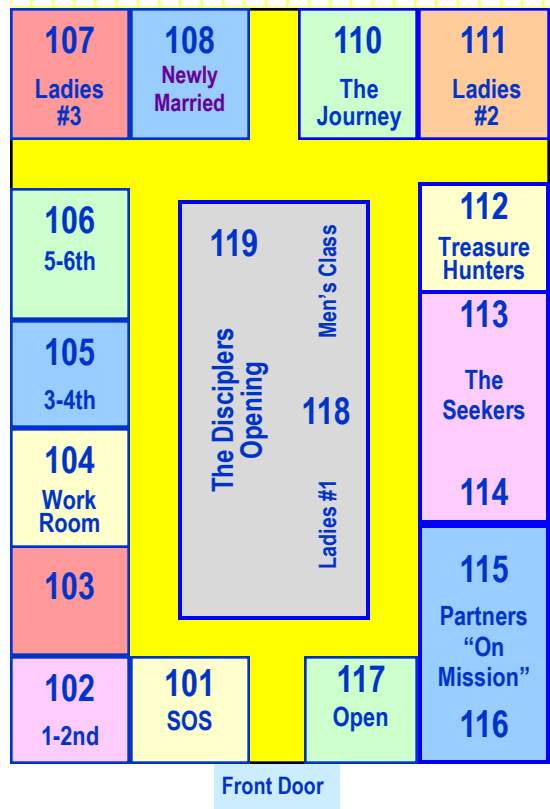 107
Ladies
#3
108
Newly
Married
110
The
Journey
111
Ladies
#2
106
5-6th
105
3-4th
104
Work
Room
103
102
1-2nd
101
SOS
119
The Disciplers
Opening
Men's Class
118
Ladies #1
112
Treasure
Hunters
113
The
Seekers
114
115
Partners
“On
Mission”
116
117
Open
Front Door